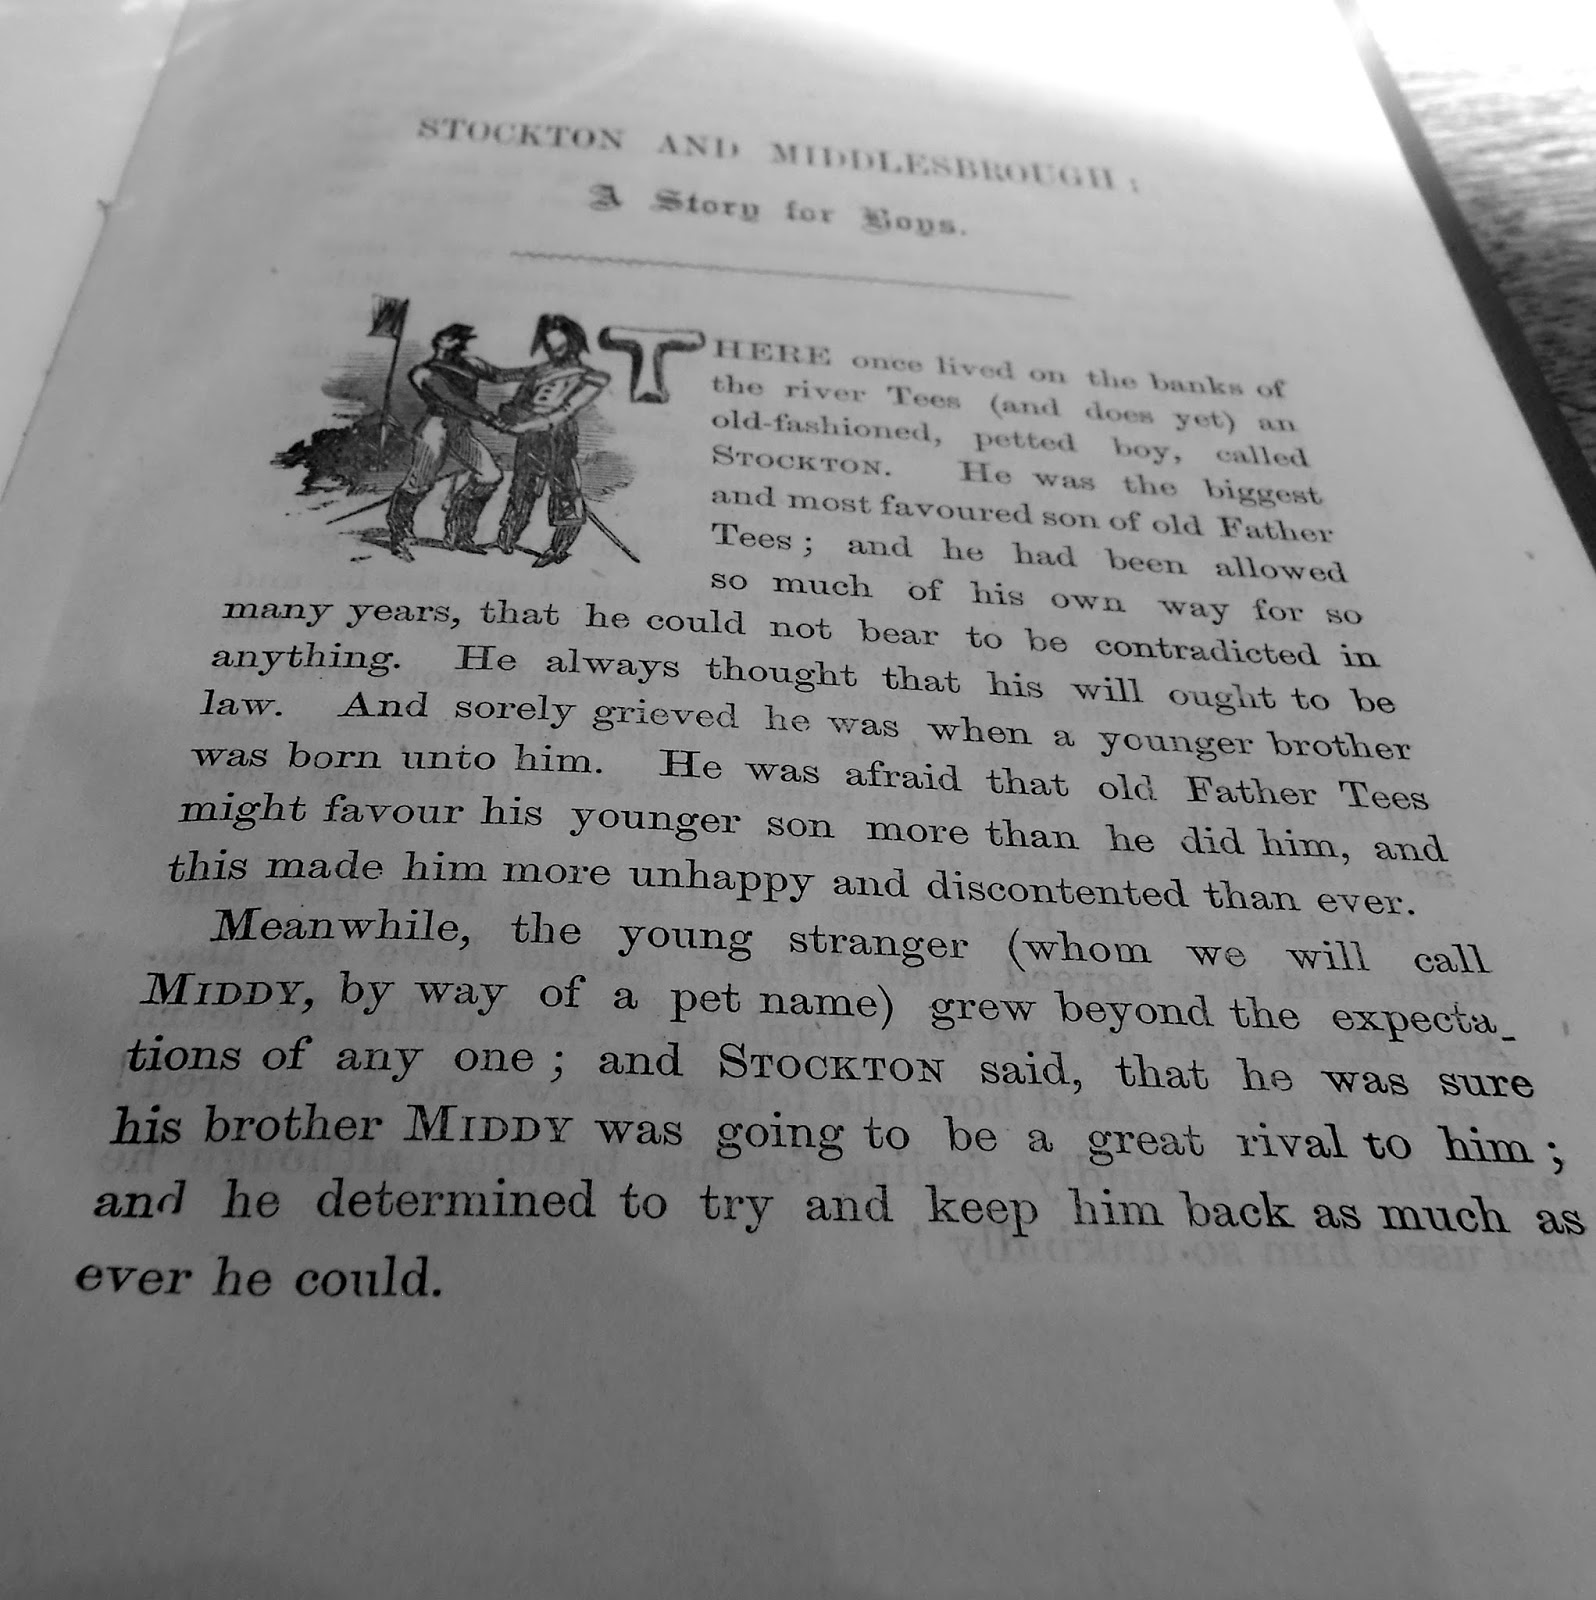 STOCKTON AND MIDDLESBROUGH:
A Story for Boys.
THERE once lived on the banks of
the river Tees (and does yet) an
old-fashioned, petted boy, called
STOCKTON. He was the biggest
and most favoured son of old Father
Tees; and he had been allowed
so much of his own way for so
many years, that he could not bear to be contradicted in
anything. He always thought that his will ought to be
law. And sorely grieved he was when a younger brother
was born unto him. He was afraid that old Father Tees
might favour his younger son more than he did him, and
this made him more unhappy and discontented than ever.
Meanwhile, the young stranger (whom we will call
MIDDY, by way of a pet name) grew beyond the expecta-
tions of any one; and STOCKTON said, that he was sure
his brother MIDDY was going to be a great rival to him;
and he determined to try and keep him back as much as
ever he could.